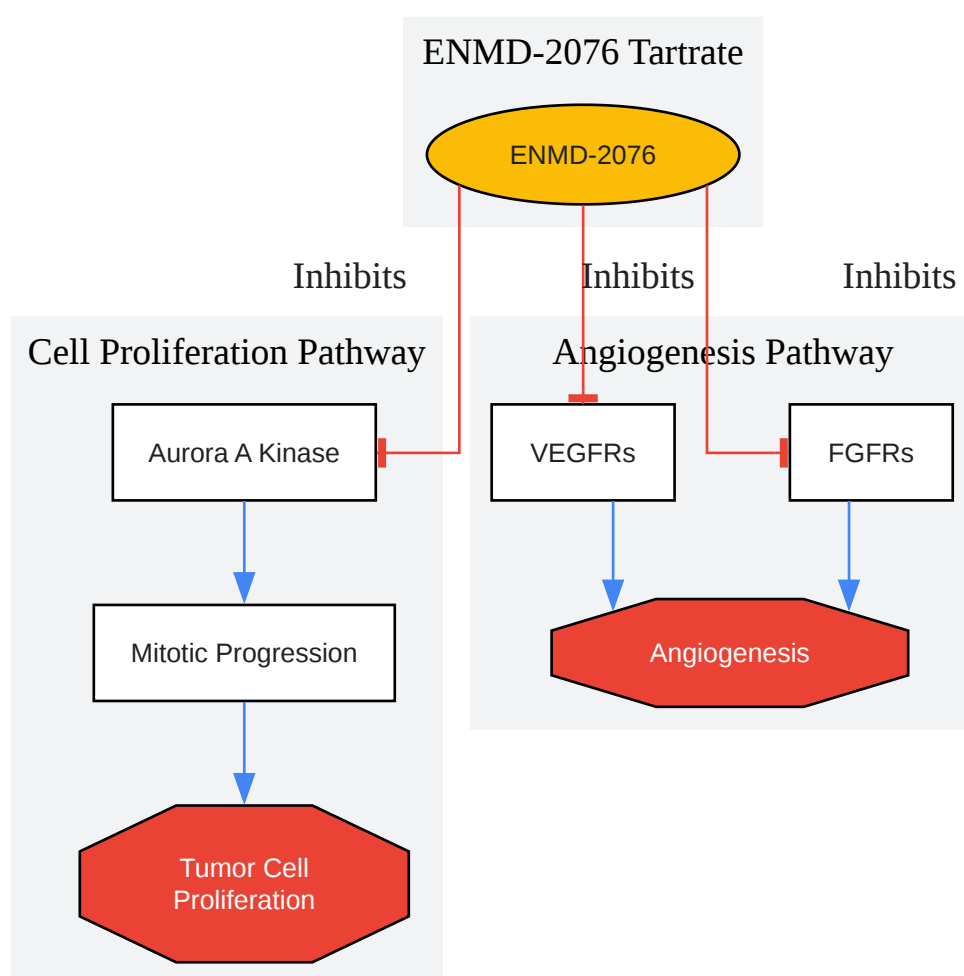 ENMD-2076 Tartrate
ENMD-2076
Inhibits
Inhibits
Inhibits
Cell Proliferation Pathway
Angiogenesis Pathway
Aurora A Kinase
VEGFRs
FGFRs
Mitotic Progression
Angiogenesis
Tumor Cell
Proliferation